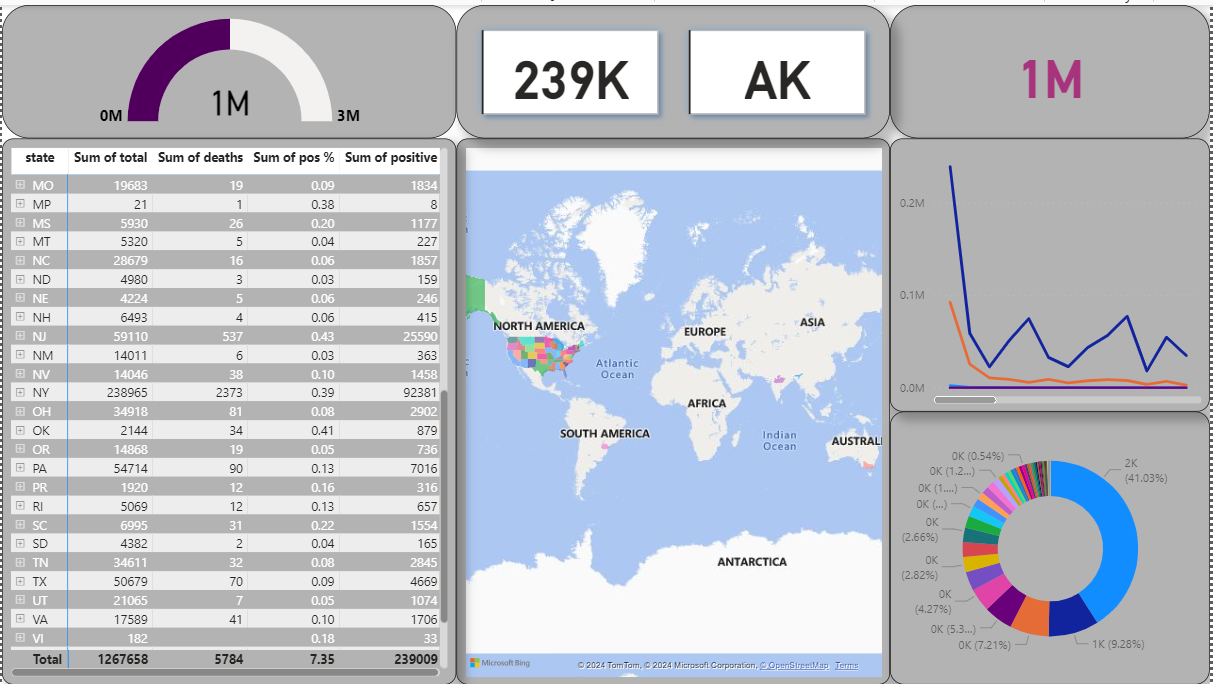 0M
1M
3M
239K
AK
1M
state Sum of total Sum of deaths Sum of pos % Sum of positive
MO 19683 19 0.09 1834
MP 21 1 0.38 8
MS 5930 26 0.20 1177
MT 5320 5 0.04 227
NC 28679 16 0.06 1857
ND 4980 3 0.03 159
NE 4224 5 0.06 246
NH 6493 4 0.06 415
NJ 59110 537 0.43 25590
NM 14011 6 0.03 363
NV 14046 38 0.10 1458
NY 238965 2373 0.39 92381
OH 34918 81 0.08 2902
OK 2144 34 0.41 879
OR 14868 19 0.05 736
PA 54714 90 0.13 7016
PR 1920 12 0.16 316
RI 5069 12 0.13 657
SC 6995 31 0.22 1554
SD 4382 2 0.04 165
TN 34611 32 0.08 2845
TX 50679 70 0.09 4669
UT 21065 7 0.05 1074
VA 17589 41 0.10 1706
VI 182 0.18 33
Total 1267658 5784 7.35 239009
NORTH AMERICA
EUROPE
ASIA
Atlantic
Ocean
AFRICA
SOUTH AMERICA
Indian
Ocean
AUSTRALI
ANTARCTICA
Microsoft Bing
© 2024 TomTom, © 2024 Microsoft Corporation, © OpenStreetMap Terms
0.2M
0.1M
0.0M
0K (0.54%)
0K (1.2...)
0K (1....)
0K (...)
0K
(2.66%)
0K
(2.82%)
0K
(4.27%)
0K (5.3...)
0K (7.21%)
1K (9.28%)
2K
(41.03%)